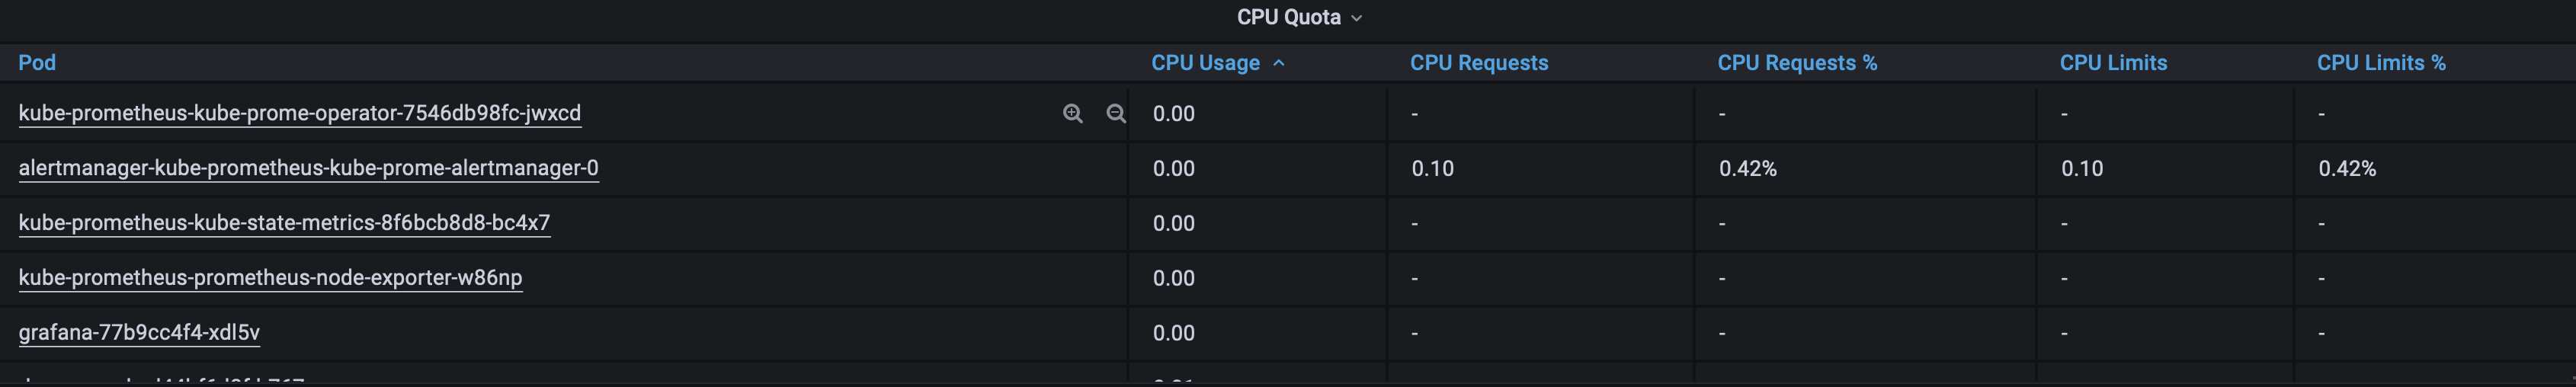 CPU Quota
Pod CPU Usage CPU Requests CPU Requests % CPU Limits CPU Limits %
kube-prometheus-kube-prome-operator-7546db98fc-jwxcd 0.00 - - - -
alertmanager-kube-prometheus-kube-prome-alertmanager-0 0.00 0.10 0.42% 0.10 0.42%
kube-prometheus-kube-state-metrics-8f6bcb8d8-bc4x7 0.00 - - - -
kube-prometheus-prometheus-node-exporter-w86np 0.00 - - - -
grafana-77b9cc4f4-xdl5v 0.00 - - - -